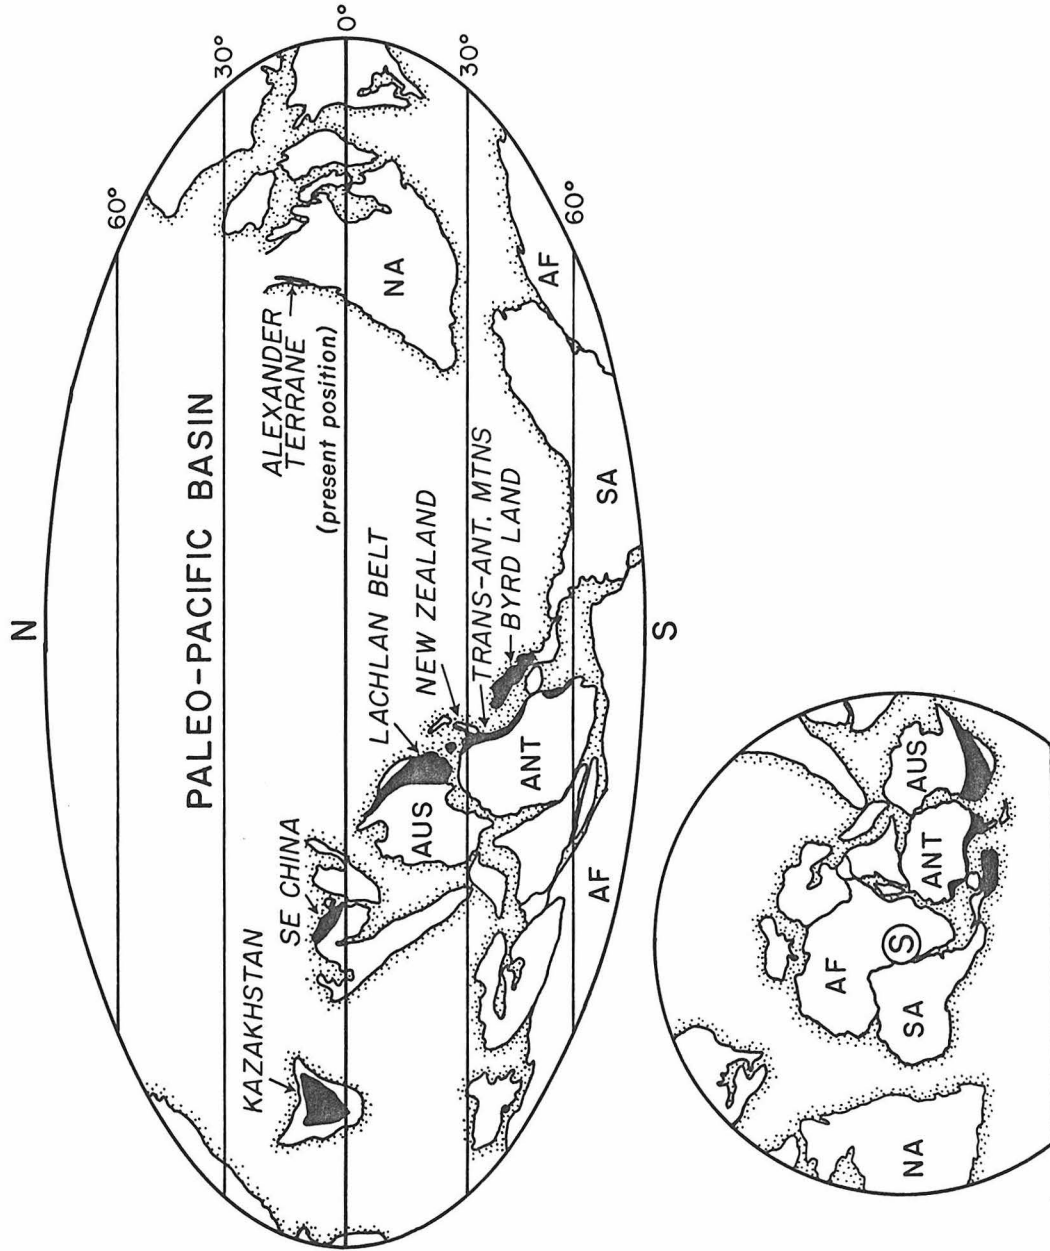 N
60°
30°
0°
30°
60°
PALEO-PACIFIC BASIN
KAZAKHSTAN
SE CHINA
ALEXANDER
TERRANE
(present position)
LACHLAN BELT
NEW ZEALAND
TRANS-ANT. MTNS
BYRD LAND
AUS
ANT
NA
AF
SA
AF
S
NA
AF
SA
S
ANT
AUS